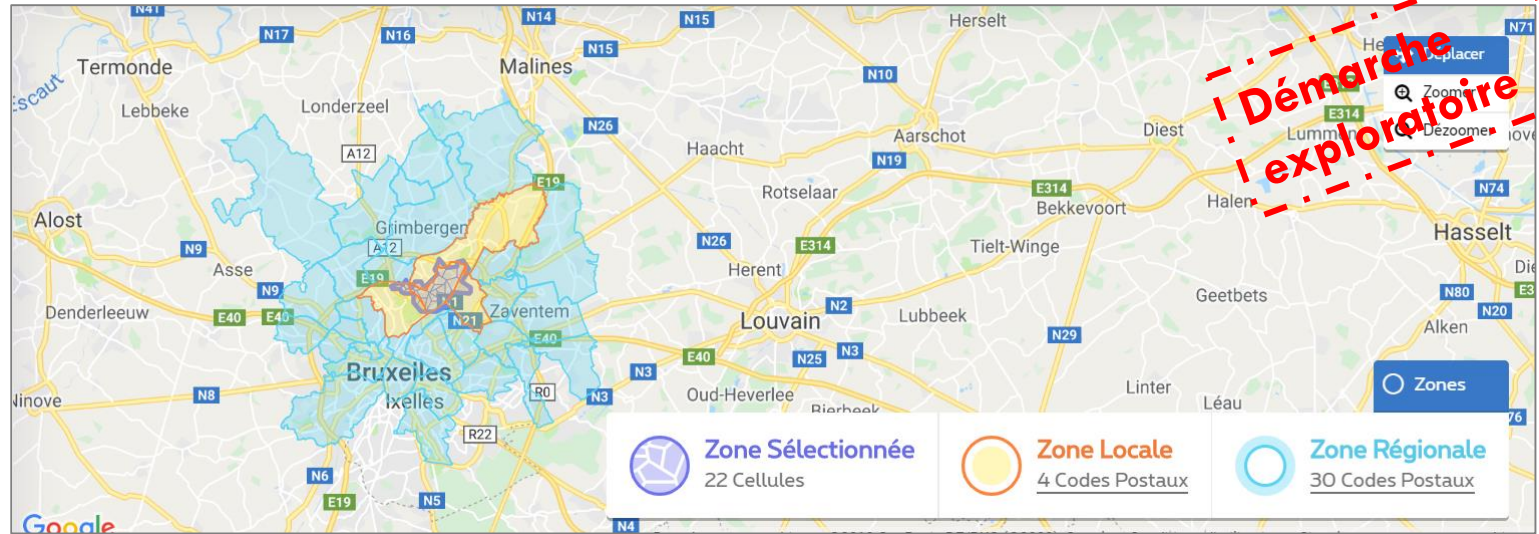 N41
N14
N15
Herselt
N71
N17
N16
N15
Démarche
exploratoire
Zoomer
Dezoomer
Termonde
Malines
N10
Escaut
Lebbeke
Londerzeel
E314
N26
Aarschot
Diest
Lummen
A12
Haacht
N19
E19
Rotselaar
E314
Bekkevoort
Halen
N74
Alost
Grimbergen
A12
N9
N26
E314
Tielt-Winge
Hasselt
Asse
E19
Herent
N9
Geetbets
N80
Denderleeuw
E40
E40
N21
Zaventem
N2
Louvain
Lubbeek
N20
Alken
E40
N29
E40
N25
N3
Bruxelles
N3
N8
Ixelles
R0
N3
Oud-Heverlee
Linter
Léau
Zones
Bierbeek
R22
N6
E19
N5
N4
Zone Sélectionnée
22 Cellules
Zone Locale
4 Codes Postaux
Zone Régionale
30 Codes Postaux
Google